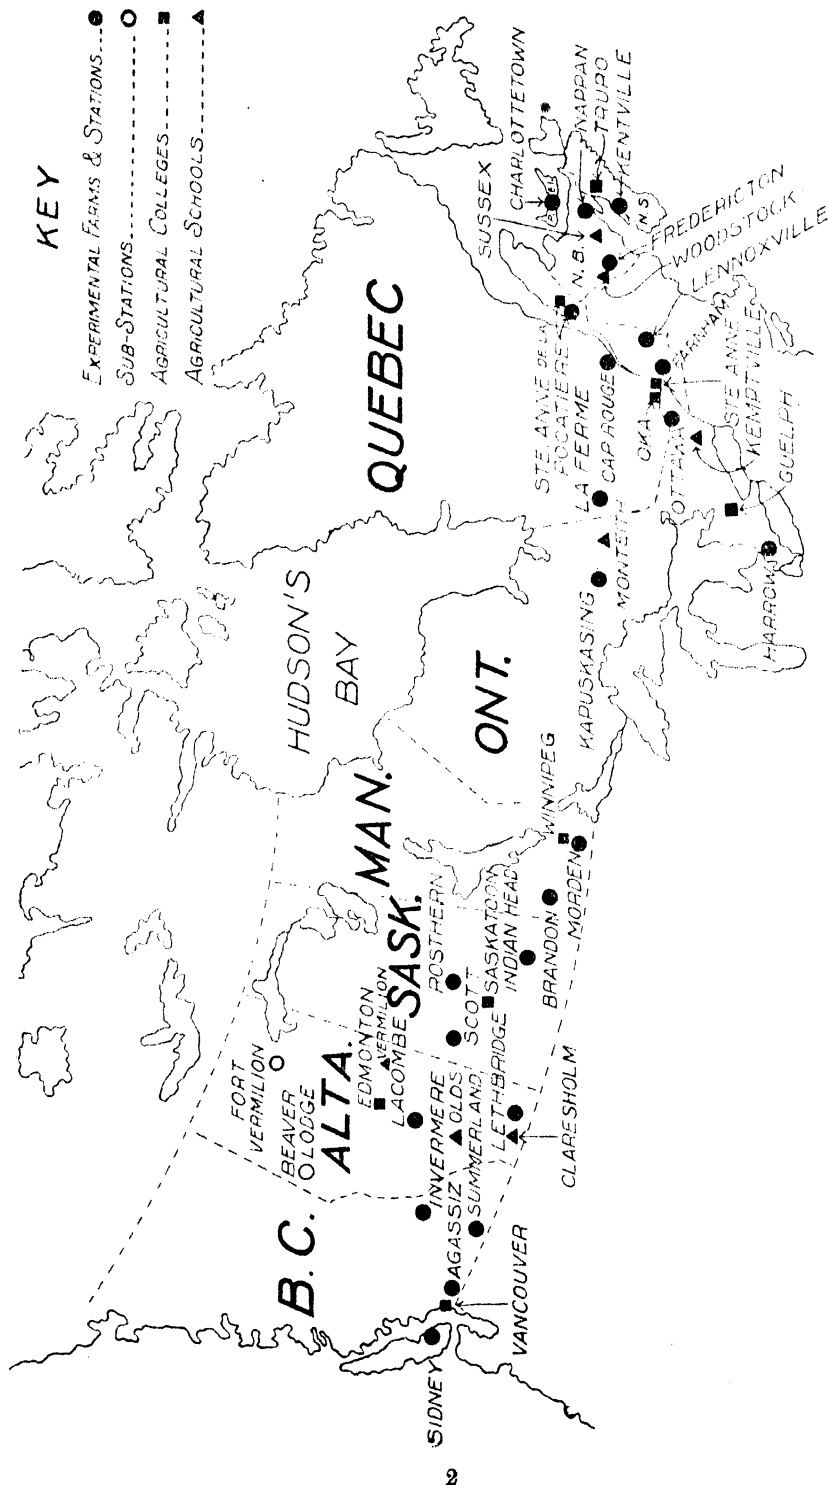 KEY
EXPERIMENTAL FARMS & STATIONS...
SUB-STATIONS
AGRICULTURAL COLLEGES
AGRICULTURAL SCHOOLS
HUDSON'S
BAY
QUEBEC
ONT.
MAN.
SASK.
ALTA.
B.C.
FORT
VERMILION
BEAVER
LODGE
EDMONTON
VERMILION
LACOMBE
INVERMERE
OLDS
AGASSIZ
SUMMERLAND
LETHBRIDGE
CLARESHOLM
VANCOUVER
SIDNEY
ROSTHERN
SCOTT
SASKATOON
INDIAN HEAD
BRANDON
MORDEN
WINNIPEG
KAPUSKASING
MONTEITH
LA FERME
CAP ROUGE
STE. ANNE DE LA
POCATIERE
OKA
OTTAWA
FARNHAM
STE ANNE
KEMPTVILLE
GUELPH
HARROW
SUSSEX
CHARLOTTETOWN
NAPPAN
TRURO
KENTVILLE
N.B.
N.S.
P.E.I.
FREDERICTON
WOODSTOCK
LENNOXVILLE
2